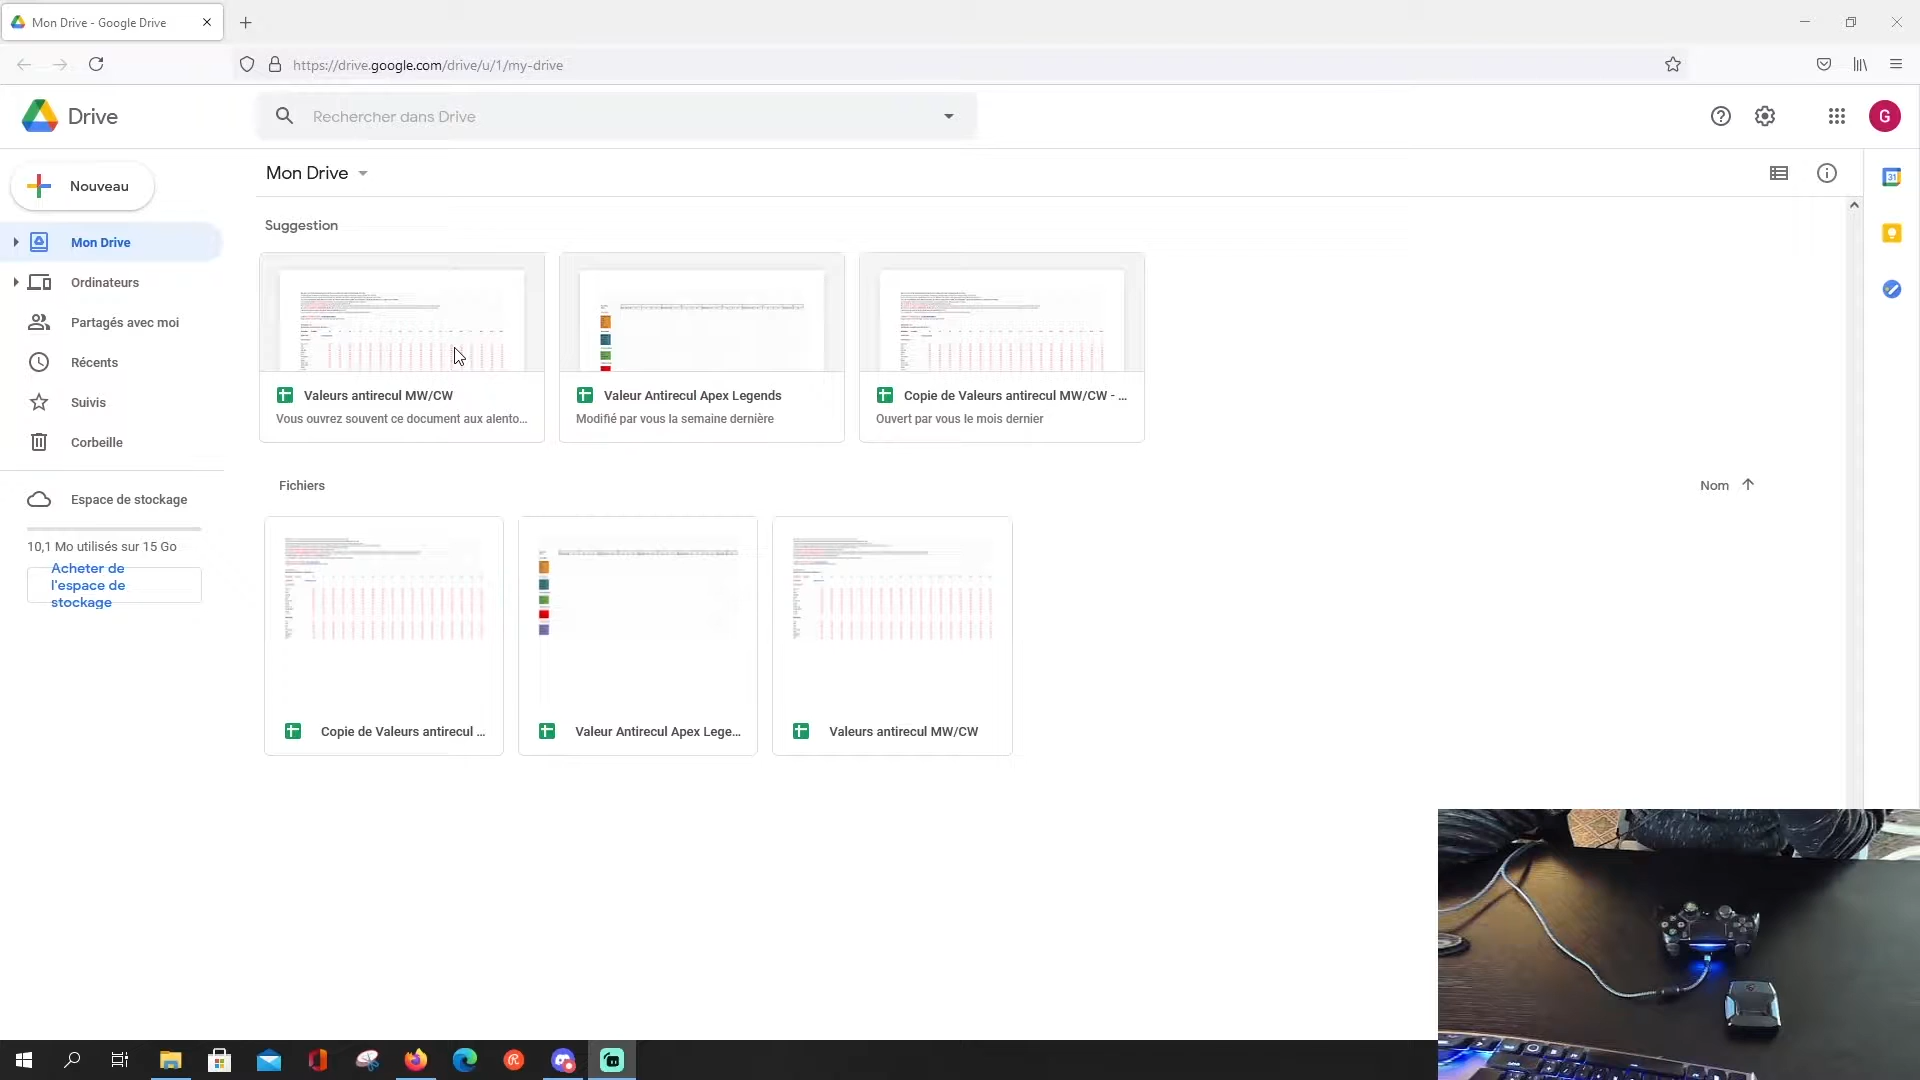 Mon Drive - Google Drive
https://drive.google.com/drive/u/1/my-drive
Drive
Rechercher dans Drive
G
Nouveau
Mon Drive
Suggestion
Mon Drive
Ordinateurs
Partagés avec moi
Récents
Suivis
Corbeille
Valeurs antirecul MW/CW
Vous ouvrez souvent ce document aux alento...
Valeur Antirecul Apex Legends
Modifié par vous la semaine dernière
Copie de Valeurs antirecul MW/CW - ...
Ouvert par vous le mois dernier
Espace de stockage
10,1 Mo utilisés sur 15 Go
Acheter de
l'espace de
stockage
Fichiers
Nom
Copie de Valeurs antirecul ...
Valeur Antirecul Apex Lege...
Valeurs antirecul MW/CW
31